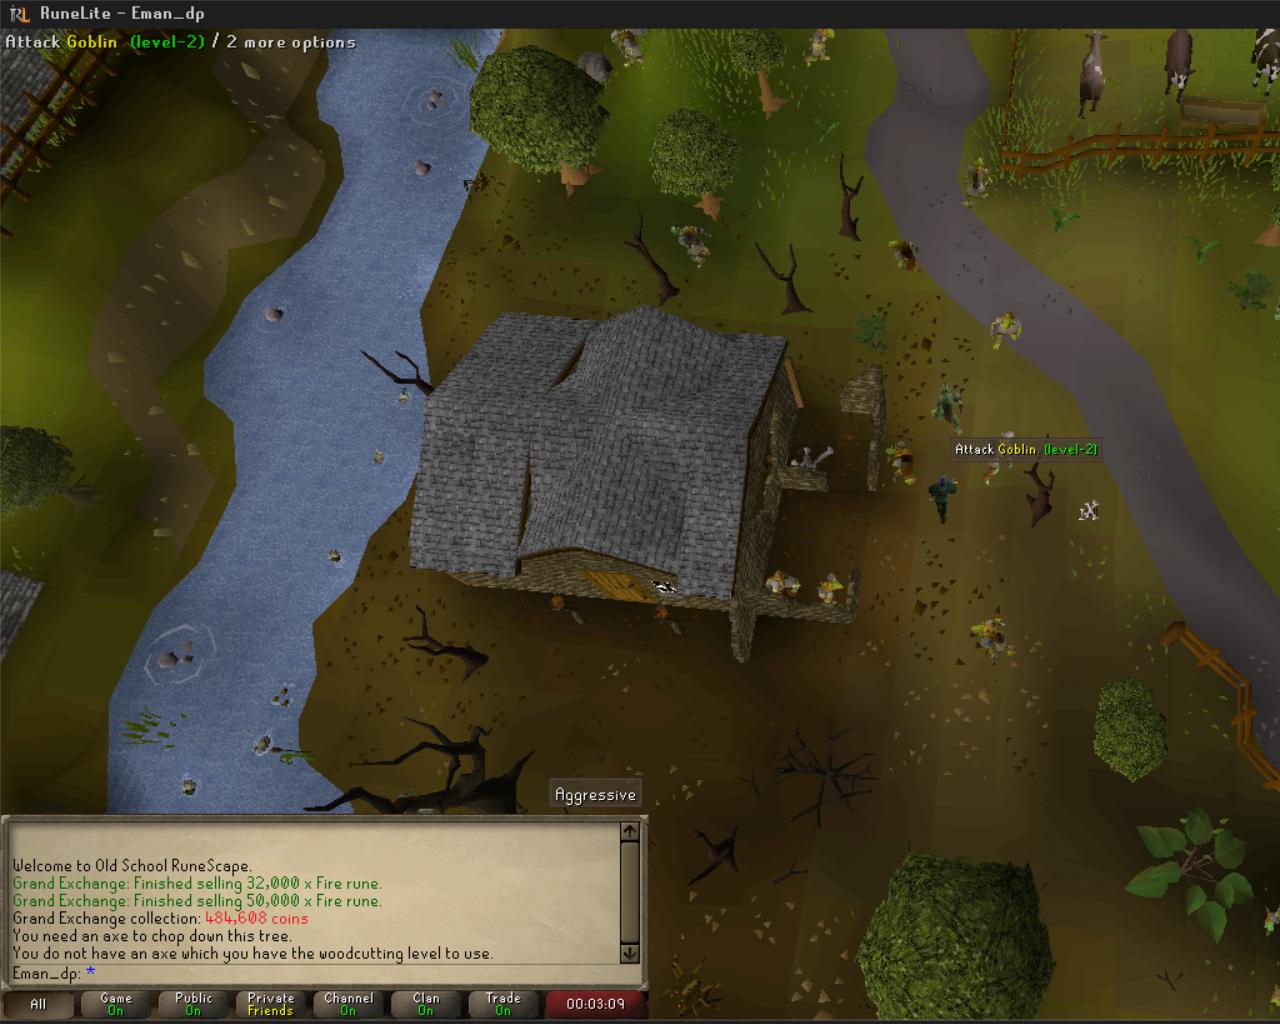 RuneLite - Eman_dp
Attack Goblin (level-2) / 2 more options
Attack Goblin (level-2)
Aggressive
Welcome to Old School RuneScape.
Grand Exchange: Finished selling 32,000 x Fire rune.
Grand Exchange: Finished selling 50,000 x Fire rune.
Grand Exchange collection: 484,608 coins
You need an axe to chop down this tree.
You do not have an axe which you have the woodcutting level to use.
Eman_dp: *
All Game Public Private Channel Clan Trade 00:03:09
On On Friends On On On